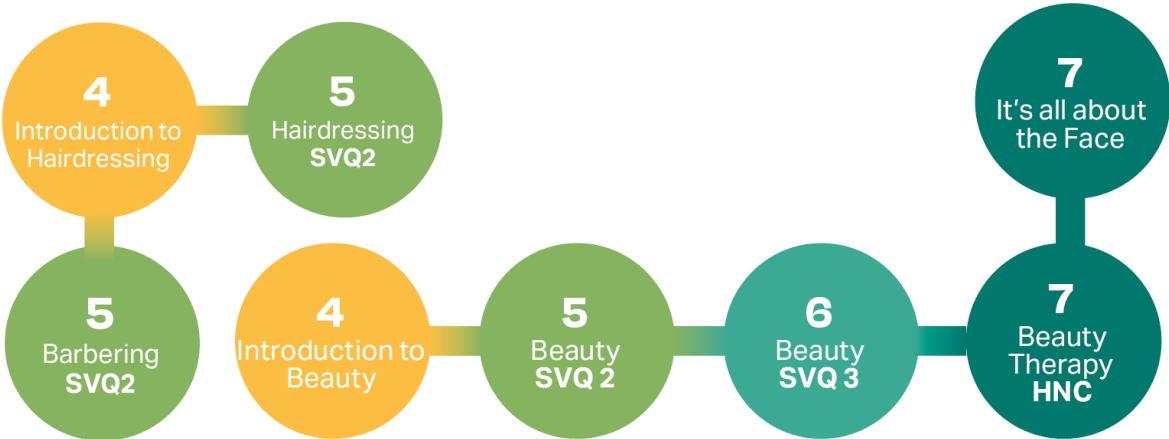 4
Introduction to
Hairdressing
5
Hairdressing
SVQ2
7
It's all about
the Face
5
Barbering
SVQ2
4
Introduction to
Beauty
5
Beauty
SVQ 2
6
Beauty
SVQ 3
7
Beauty
Therapy
HNC